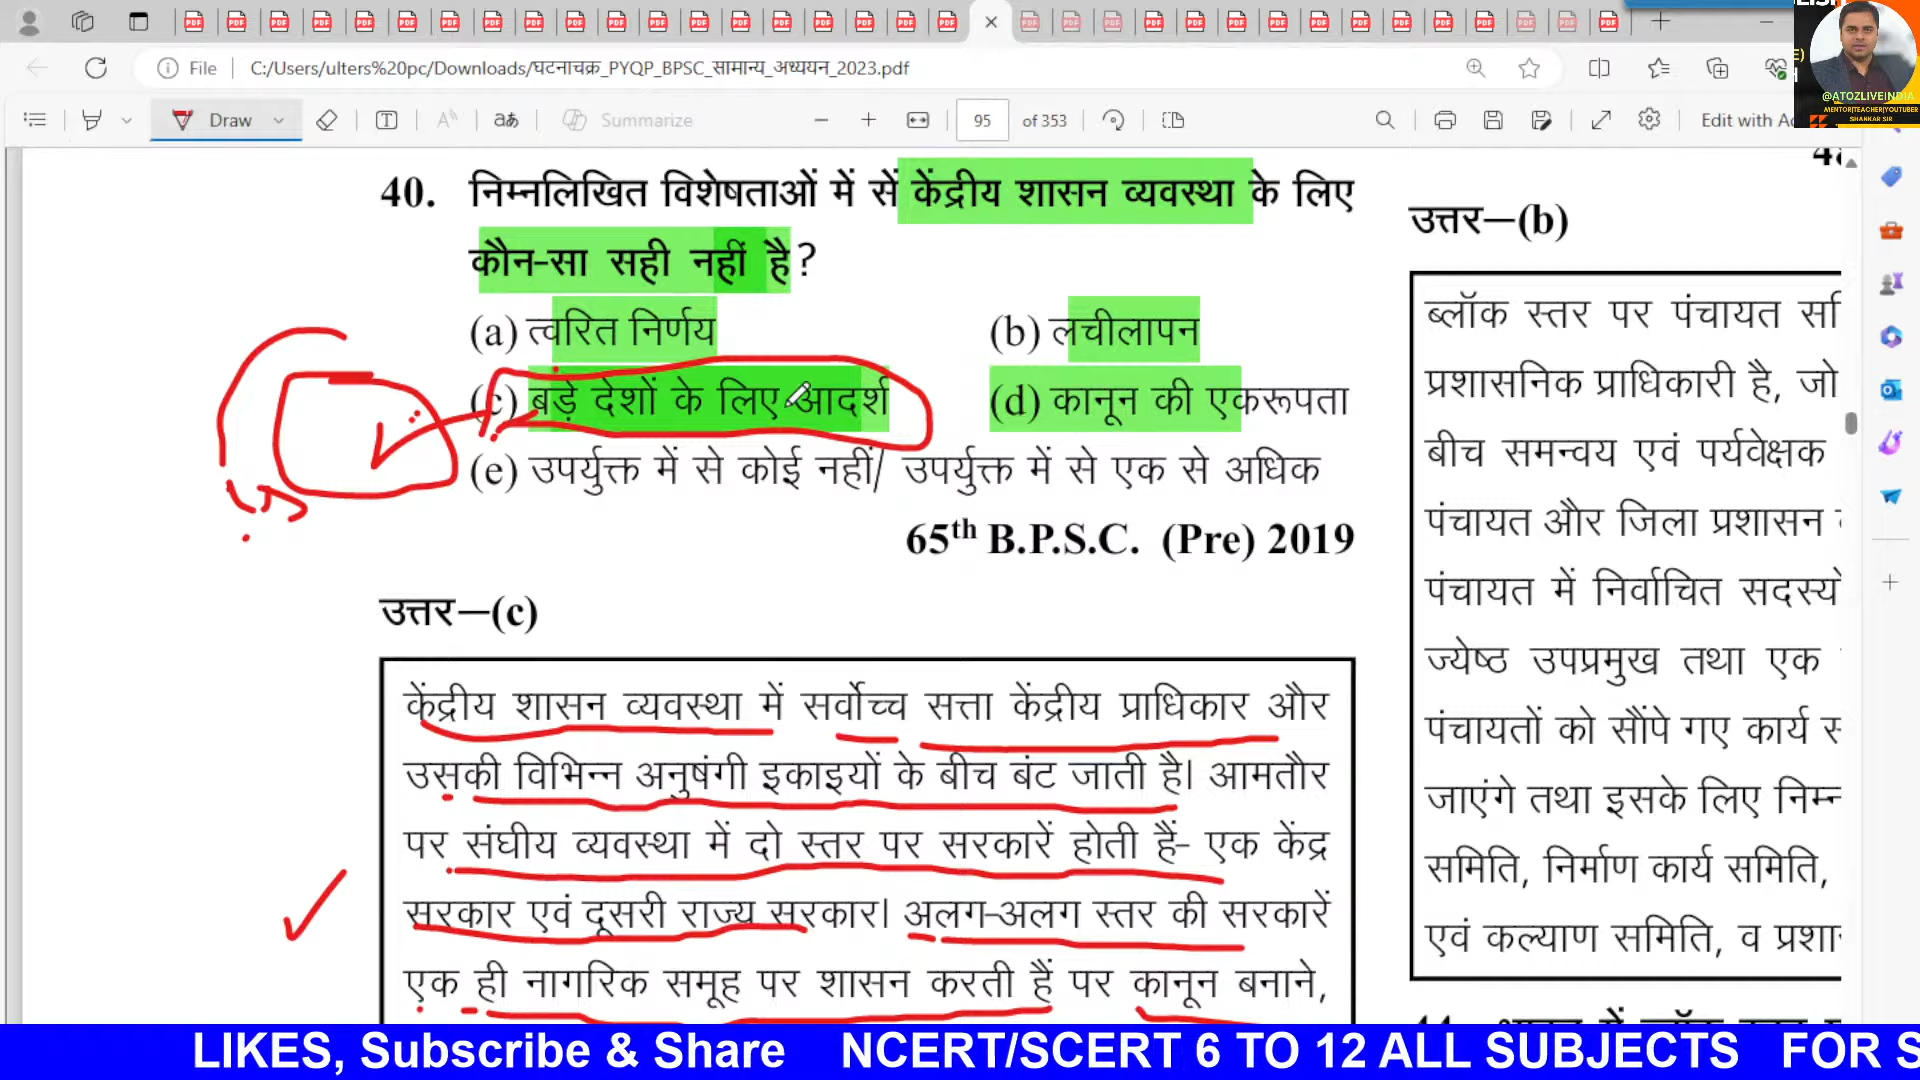 File C:/Users/ulters%20pc/Downloads/घटनाचक्र_PYQP_BPSC_सामान्य_अध्ययन_2023.pdf
Draw Summarize 95 of 353 Edit with
@ATOZLIVEINDIA
MENTOR|TEACHER|YOUTUBER
SHANKAR SIR
40. निम्नलिखित विशेषताओं में सें केंद्रीय शासन व्यवस्था के लिए
कौन-सा सही नहीं है?
(a) त्वरित निर्णय (b) लचीलापन
(c) बड़े देशों के लिए आदर्श (d) कानून की एकरूपता
(e) उपर्युक्त में से कोई नहीं/ उपर्युक्त में से एक से अधिक
65th B.P.S.C. (Pre) 2019
उत्तर—(c)
केंद्रीय शासन व्यवस्था में सर्वोच्च सत्ता केंद्रीय प्राधिकार और
उसकी विभिन्न अनुषंगी इकाइयों के बीच बंट जाती है। आमतौर
पर संघीय व्यवस्था में दो स्तर पर सरकारें होती हैं- एक केंद्र
सरकार एवं दूसरी राज्य सरकार। अलग-अलग स्तर की सरकारें
एक ही नागरिक समूह पर शासन करती हैं पर कानून बनाने,
उत्तर—(b)
ब्लॉक स्तर पर पंचायत
प्रशासनिक प्राधिकारी है, जो
बीच समन्वय एवं पर्यवेक्षक
पंचायत और जिला प्रशासन
पंचायत में निर्वाचित
ज्येष्ठ उपप्रमुख तथा एक
पंचायतों को सौंपे गए कार्य
जाएंगे तथा इसके लिए
समिति, निर्माण कार्य समिति,
एवं कल्याण समिति, व
LIKES, Subscribe & Share NCERT/SCERT 6 TO 12 ALL SUBJECTS FOR